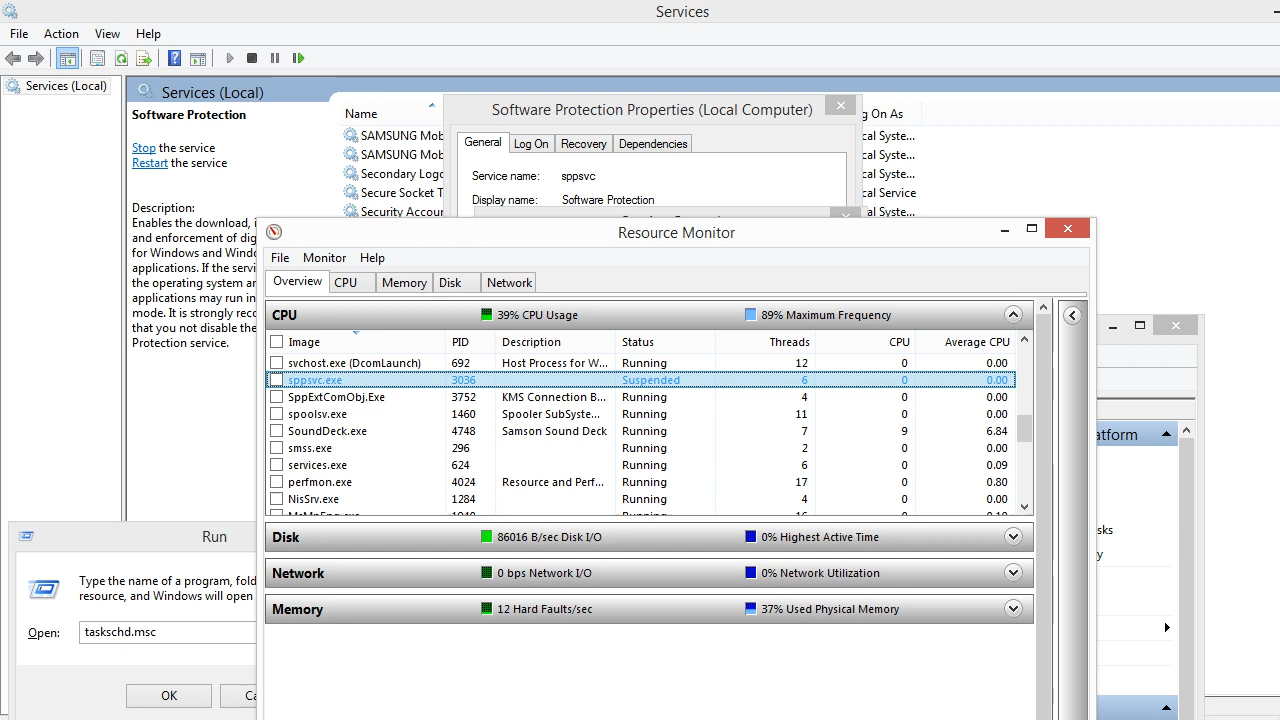 Services
File Action View Help
Services (Local)
Services (Local)
Software Protection
Stop the service
Restart the service
Description:
Enables the download,
and enforcement of dig
for Windows and Windo
applications. If the servi
the operating system ar
applications may run in
mode. It is strongly reco
that you not disable the
Protection service.
Name
g On As
SAMSUNG Mob
cal Syste...
SAMSUNG Mob
cal Syste...
Secondary Logo
cal Syste...
Secure Socket T
cal Service
Security Accour
cal Syste...
Software Protection Properties (Local Computer)
General Log On Recovery Dependencies
Service name: sppsvc
Display name: Software Protection
Resource Monitor
File Monitor Help
Overview CPU Memory Disk Network
CPU 39% CPU Usage 89% Maximum Frequency
Image PID Description Status Threads CPU Average CPU
svchost.exe (DcomLaunch) 692 Host Process for W... Running 12 0 0.00
sppsvc.exe 3036 Suspended 6 0 0.00
SppExtComObj.Exe 3752 KMS Connection B... Running 4 0 0.00
spoolsv.exe 1460 Spooler SubSyste... Running 11 0 0.00
SoundDeck.exe 4748 Samson Sound Deck Running 7 9 6.84
smss.exe 296 Running 2 0 0.00
services.exe 624 Running 6 0 0.09
perfmon.exe 4024 Resource and Perf... Running 17 0 0.80
NisSrv.exe 1284 Running 4 0 0.00
Disk 86016 B/sec Disk I/O 0% Highest Active Time
Network 0 bps Network I/O 0% Network Utilization
Memory 12 Hard Faults/sec 37% Used Physical Memory
Run
Type the name of a program, fold
resource, and Windows will open
Open: taskschd.msc
OK Ca
atform
sks
y